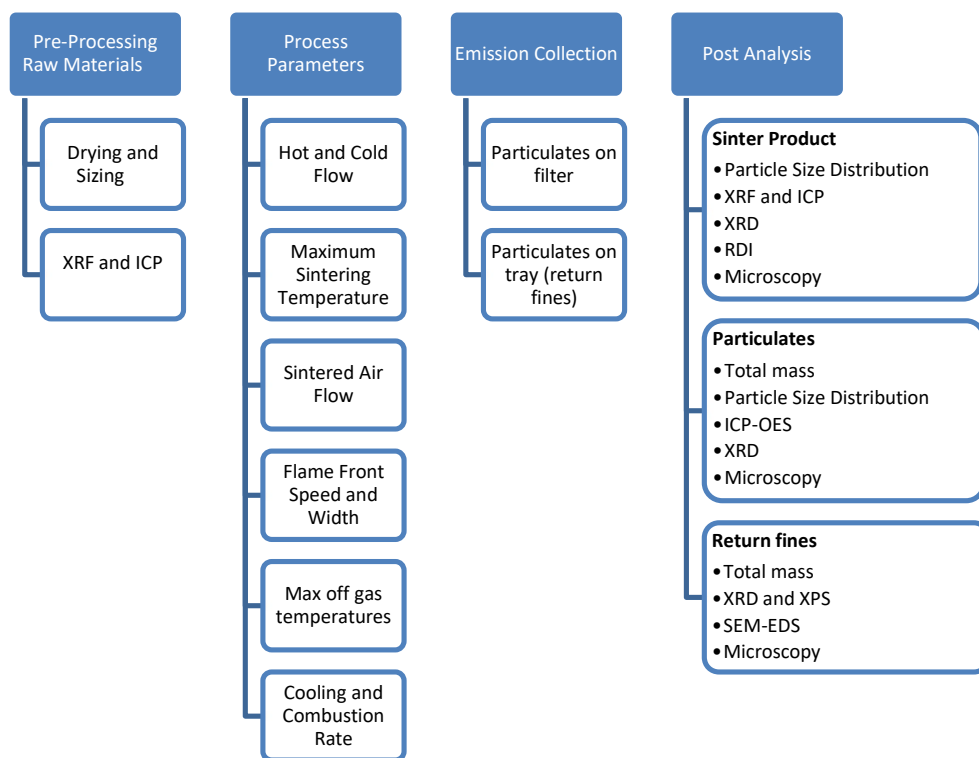 Pre-Processing
Raw Materials
Drying and
Sizing
XRF and ICP
Process
Parameters
Hot and Cold
Flow
Maximum
Sintering
Temperature
Sintered Air
Flow
Flame Front
Speed and
Width
Max off gas
temperatures
Cooling and
Combustion
Rate
Emission Collection
Particulates on
filter
Particulates on
tray (return
fines)
Post Analysis
Sinter Product
•Particle Size Distribution
•XRF and ICP
•XRD
•RDI
•Microscopy
Particulates
•Total mass
•Particle Size Distribution
•ICP-OES
•XRD
•Microscopy
Return fines
•Total mass
•XRD and XPS
•SEM-EDS
•Microscopy